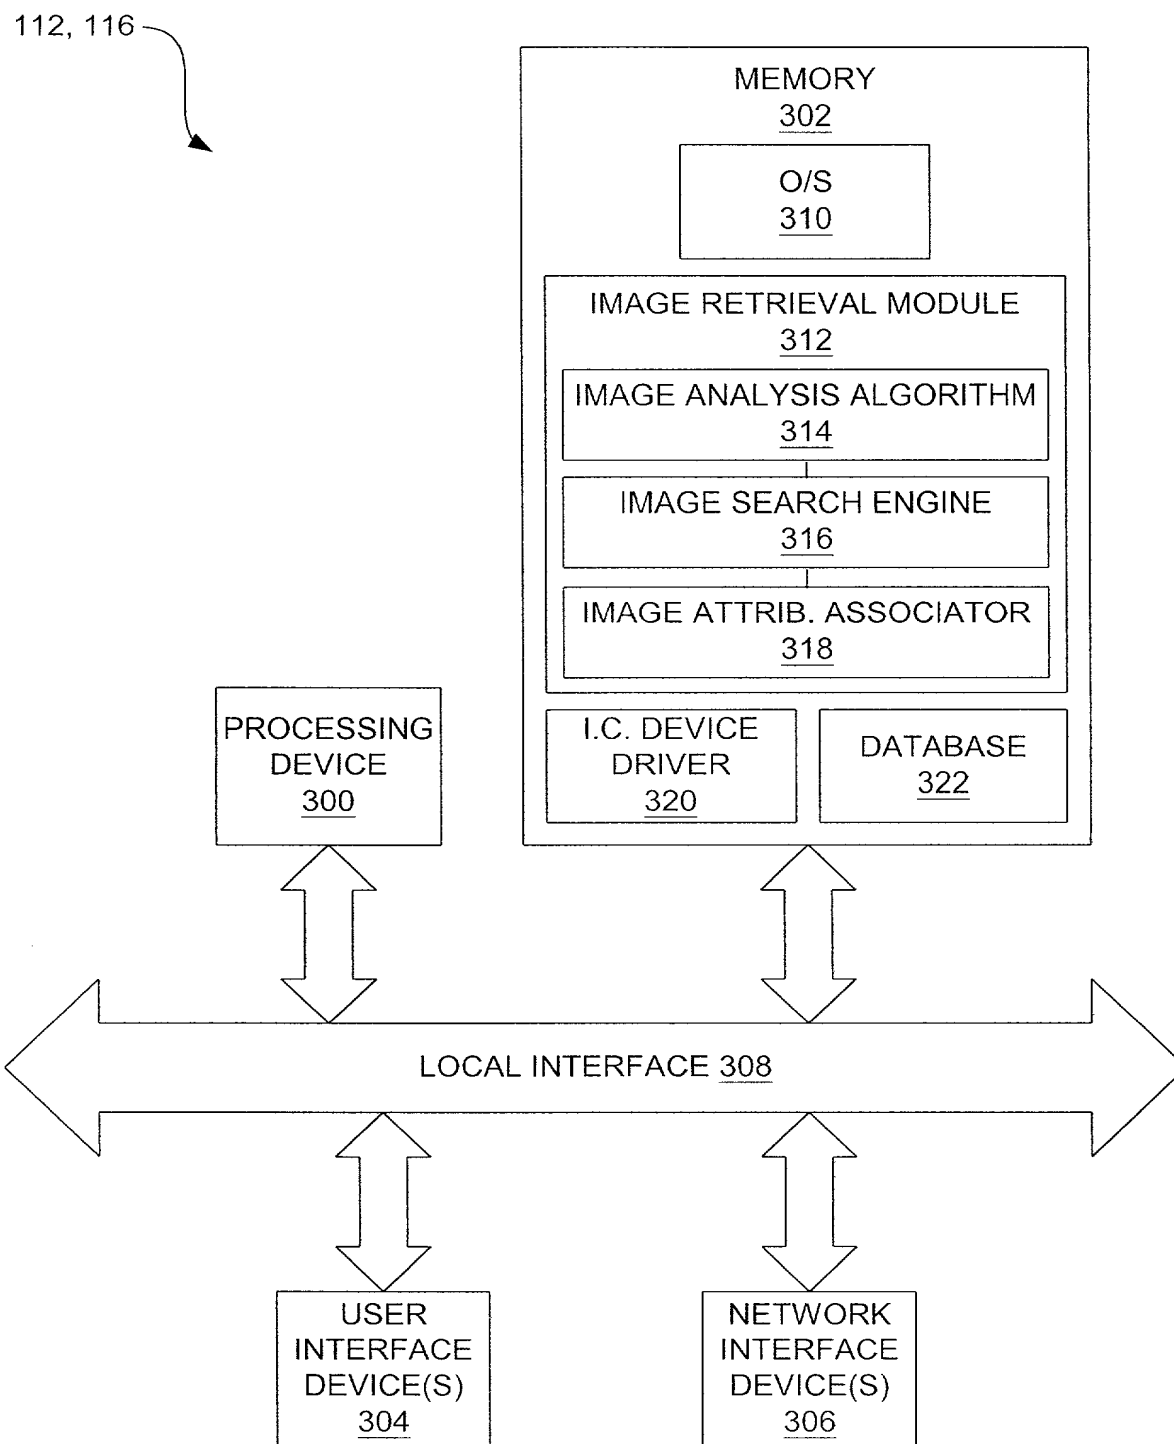 112, 116
MEMORY
302
O/S
310
IMAGE RETRIEVAL MODULE
312
IMAGE ANALYSIS ALGORITHM
314
IMAGE SEARCH ENGINE
316
IMAGE ATTRIB. ASSOCIATOR
318
PROCESSING
DEVICE
300
I.C. DEVICE
DRIVER
320
DATABASE
322
LOCAL INTERFACE 308
USER
INTERFACE
DEVICE(S)
304
NETWORK
INTERFACE
DEVICE(S)
306